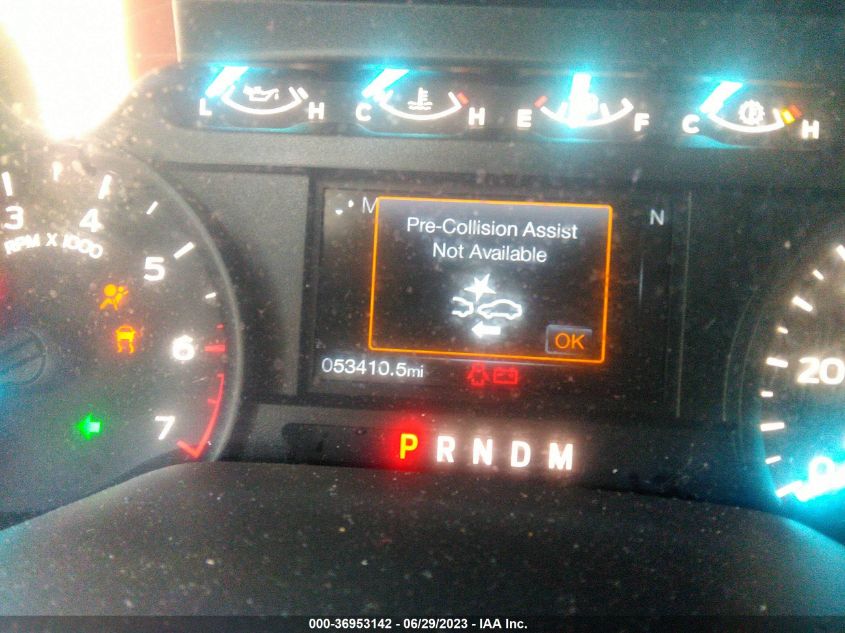 L H C H E F C H
M
N
Pre-Collision Assist
Not Available
OK
3 4 5 6 7
RPM X 1000
053410.5mi
20
0
P R N D M
000-36953142 - 06/29/2023 - IAA Inc.